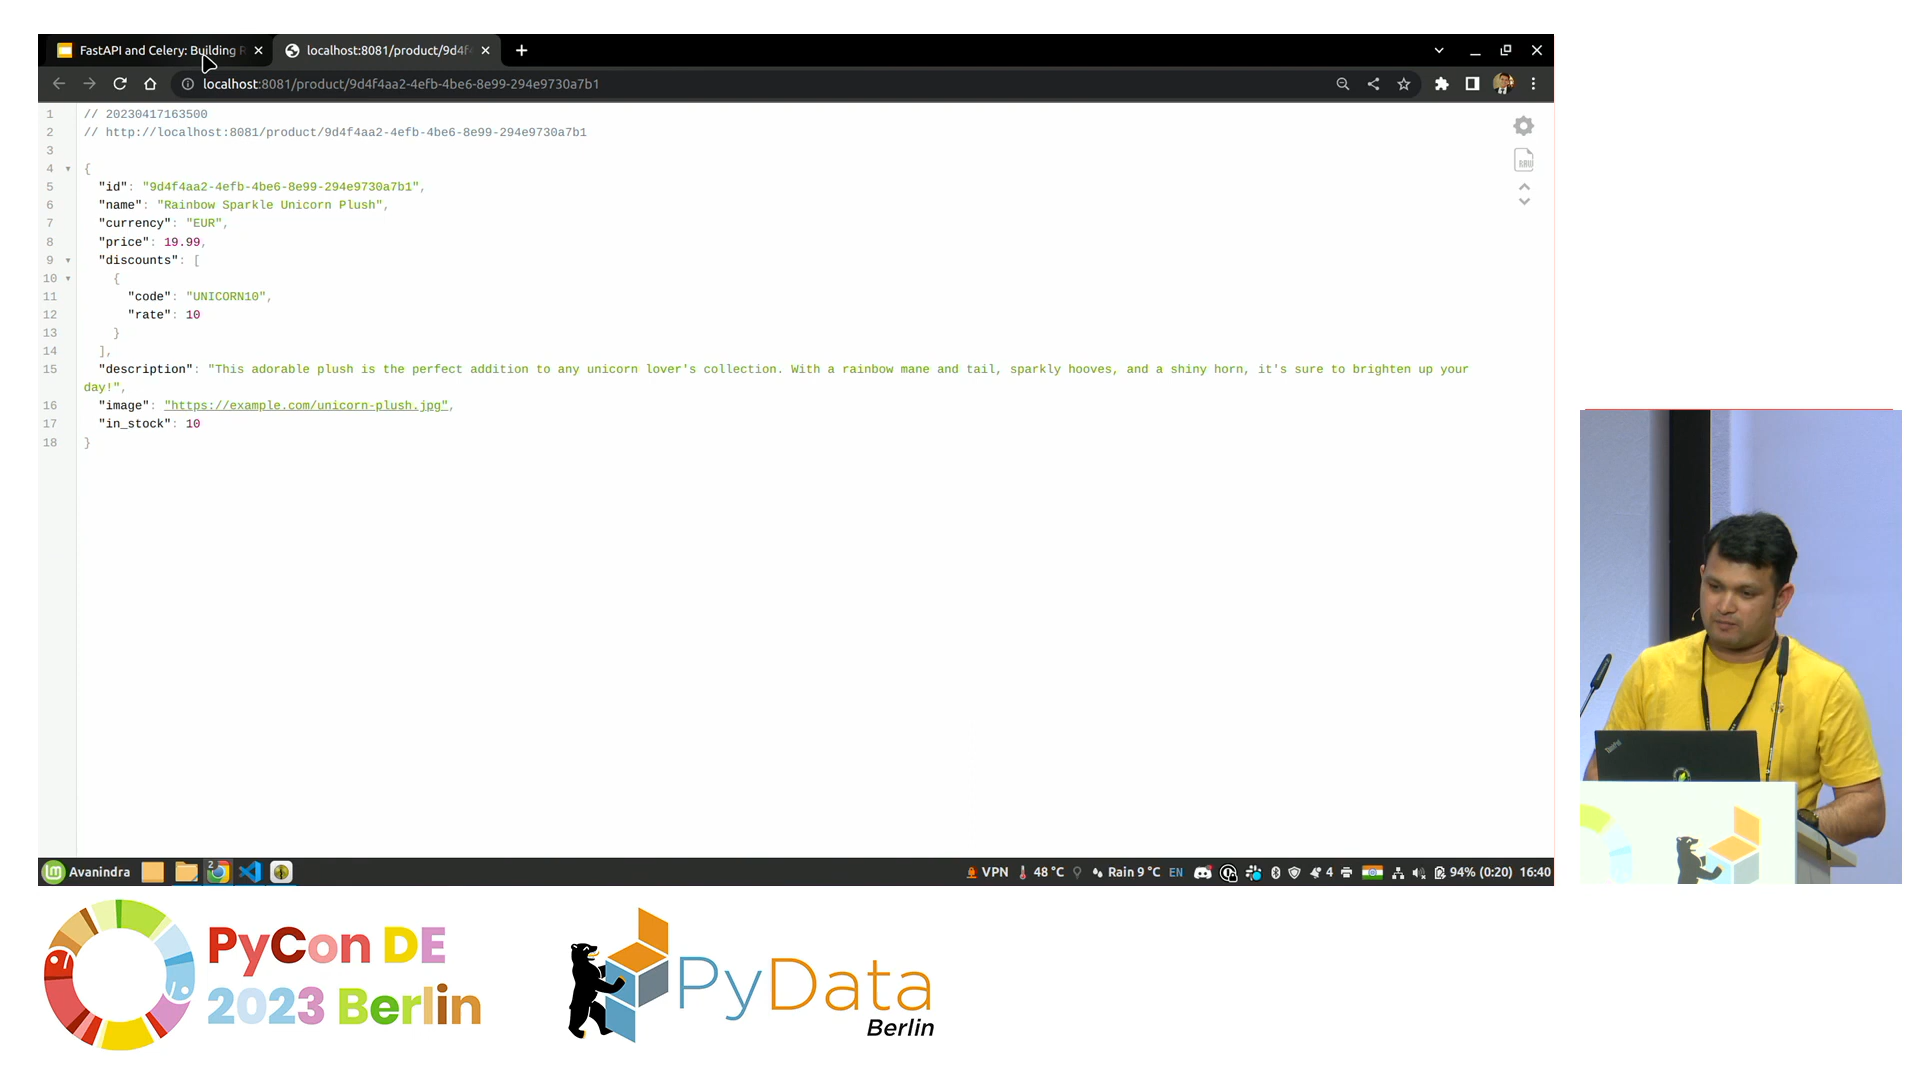 FastAPI and Celery: Building R
localhost:8081/product/9d4f
localhost:8081/product/9d4f4aa2-4efb-4be6-8e99-294e9730a7b1
1 // 20230417163500
2 // http://localhost:8081/product/9d4f4aa2-4efb-4be6-8e99-294e9730a7b1
3
4 {
5 "id": "9d4f4aa2-4efb-4be6-8e99-294e9730a7b1",
6 "name": "Rainbow Sparkle Unicorn Plush",
7 "currency": "EUR",
8 "price": 19.99,
9 "discounts": [
10 {
11 "code": "UNICORN10",
12 "rate": 10
13 }
14 ],
15 "description": "This adorable plush is the perfect addition to any unicorn lover's collection. With a rainbow mane and tail, sparkly hooves, and a shiny horn, it's sure to brighten up your
day!",
16 "image": "https://example.com/unicorn-plush.jpg",
17 "in_stock": 10
18 }
RAW
Avanindra
2
VPN 48 °C Rain 9 °C EN 4 94% (0:20) 16:40
ThinkPad
PyCon DE
2023 Berlin
PyData
Berlin